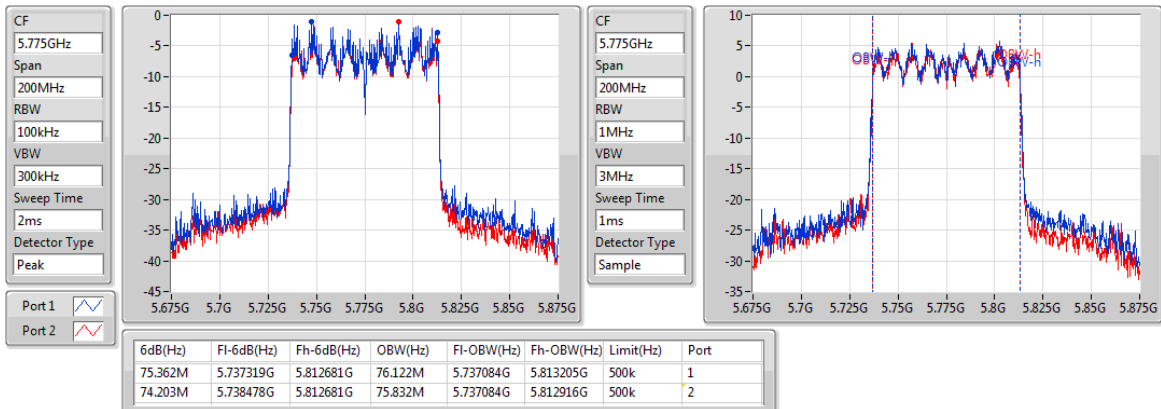 CF
5.775GHz
Span
200MHz
RBW
100kHz
VBW
300kHz
Sweep Time
2ms
Detector Type
Peak
Port 1
Port 2
0
-5
-10
-15
-20
-25
-30
-35
-40
-45
5.675G 5.7G 5.725G 5.75G 5.775G 5.8G 5.825G 5.85G 5.875G
CF
5.775GHz
Span
200MHz
RBW
1MHz
VBW
3MHz
Sweep Time
1ms
Detector Type
Sample
10
5
0
-5
-10
-15
-20
-25
-30
-35
OBW-h
OBW-h
5.675G 5.7G 5.725G 5.75G 5.775G 5.8G 5.825G 5.85G 5.875G
6dB(Hz) Fl-6dB(Hz) Fh-6dB(Hz) OBW(Hz) Fl-OBW(Hz) Fh-OBW(Hz) Limit(Hz) Port
75.362M 5.737319G 5.812681G 76.122M 5.737084G 5.813205G 500k 1
74.203M 5.738478G 5.812681G 75.832M 5.737084G 5.812916G 500k 2